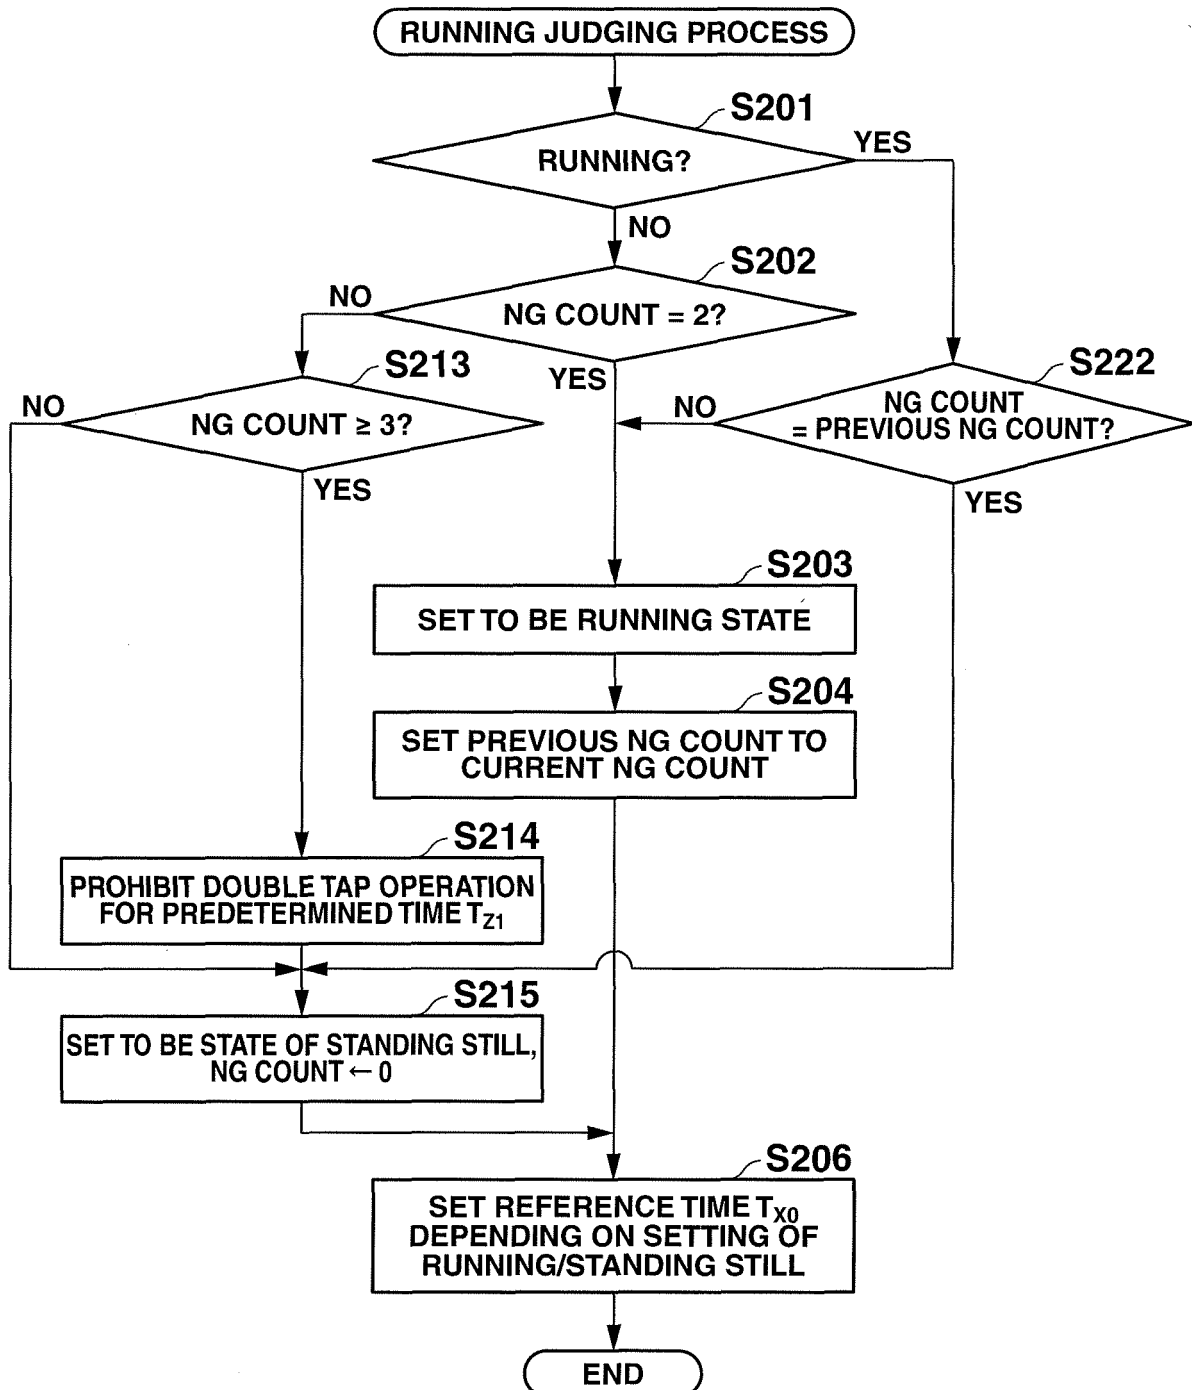 RUNNING JUDGING PROCESS
S201
RUNNING?
YES
NO
S202
NG COUNT = 2?
NO
YES
S213
NG COUNT ≥ 3?
NO
YES
S222
NG COUNT
= PREVIOUS NG COUNT?
NO
YES
S203
SET TO BE RUNNING STATE
S204
SET PREVIOUS NG COUNT TO
CURRENT NG COUNT
S214
PROHIBIT DOUBLE TAP OPERATION
FOR PREDETERMINED TIME TZ1
S215
SET TO BE STATE OF STANDING STILL,
NG COUNT ← 0
S206
SET REFERENCE TIME TX0
DEPENDING ON SETTING OF
RUNNING/STANDING STILL
END